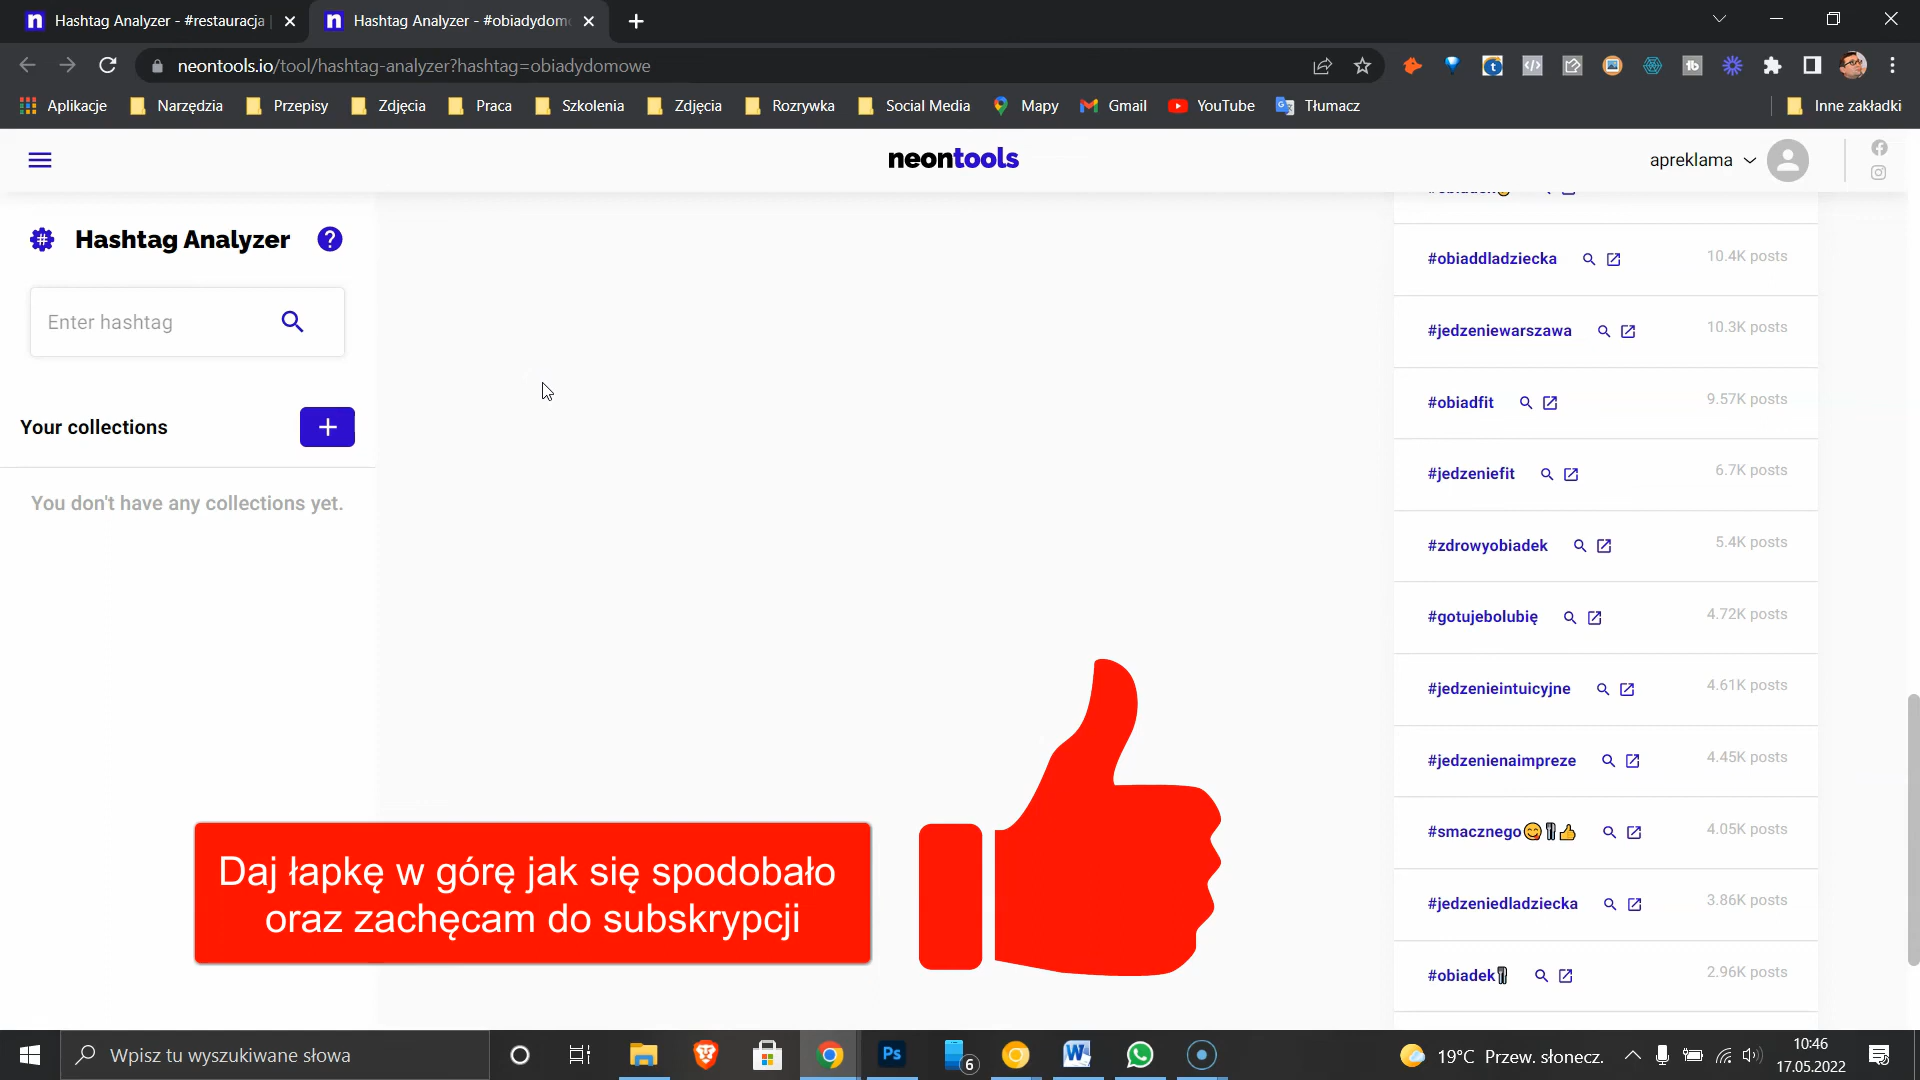 Hashtag Analyzer - #restauracja
Hashtag Analyzer - #obiadydom
neontools.io/tool/hashtag-analyzer?hashtag=obiadydomowe
Aplikacje
Narzędzia
Przepisy
Zdjęcia
Praca
Szkolenia
Zdjęcia
Rozrywka
Social Media
Mapy
Gmail
YouTube
Tłumacz
Inne zakładki
neontools
apreklama
Hashtag Analyzer
Enter hashtag
Your collections
You don't have any collections yet.
#obiaddladziecka 10.4K posts
#jedzeniewarszawa 10.3K posts
#obiadfit 9.57K posts
#jedzeniefit 6.7K posts
#zdrowyobiadek 5.4K posts
#gotujebolubię 4.72K posts
#jedzenieintuicyjne 4.61K posts
#jedzenienaimpreze 4.45K posts
#smacznego😋🍴👍 4.05K posts
#jedzeniedladziecka 3.86K posts
#obiadek🍴 2.96K posts
Daj łapkę w górę jak się spodobało
oraz zachęcam do subskrypcji
Wpisz tu wyszukiwane słowa
Ps
6
19°C Przew. słonecz.
10:46
17.05.2022